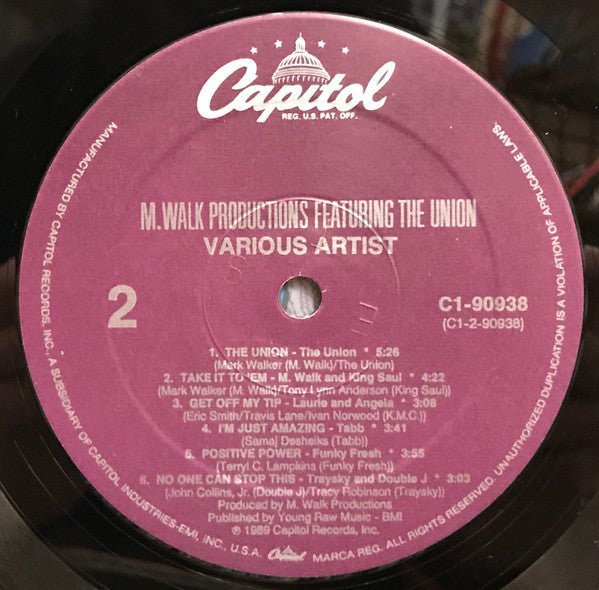 Capitol
REG. U.S. PAT. OFF.
M.WALK PRODUCTIONS FEATURING THE UNION
VARIOUS ARTIST
2
C1-90938
(C1-2-90938)
1. THE UNION - The Union * 5:26
(Mark Walker (M. Walk)/The Union)
2. TAKE IT TO 'EM - M. Walk and King Saul * 4:22
(Mark Walker (M. Walk)/Tony Lynn Anderson (King Saul))
3. GET OFF MY TIP - Laurie and Angela * 3:08
(Eric Smith/Travis Lane/Ivan Norwood (K.M.C.))
4. I'M JUST AMAZING - Tabb * 3:41
(Samaj Desheiks (Tabb))
5. POSITIVE POWER - Funky Fresh * 3:55
(Terryl C. Lampkins (Funky Fresh))
6. NO ONE CAN STOP THIS - Traysky and Double J * 3:03
(John Collins, Jr. (Double J)/Tracy Robinson (Traysky))
Produced by M. Walk Productions
Published by Young Raw Music - BMI
℗ 1989 Capitol Records, Inc.
MANUFACTURED BY CAPITOL RECORDS, INC., A SUBSIDIARY OF CAPITOL INDUSTRIES-EMI, INC., U.S.A. Capitol MARCA REG. ALL RIGHTS RESERVED. UNAUTHORIZED DUPLICATION IS A VIOLATION OF APPLICABLE LAWS.